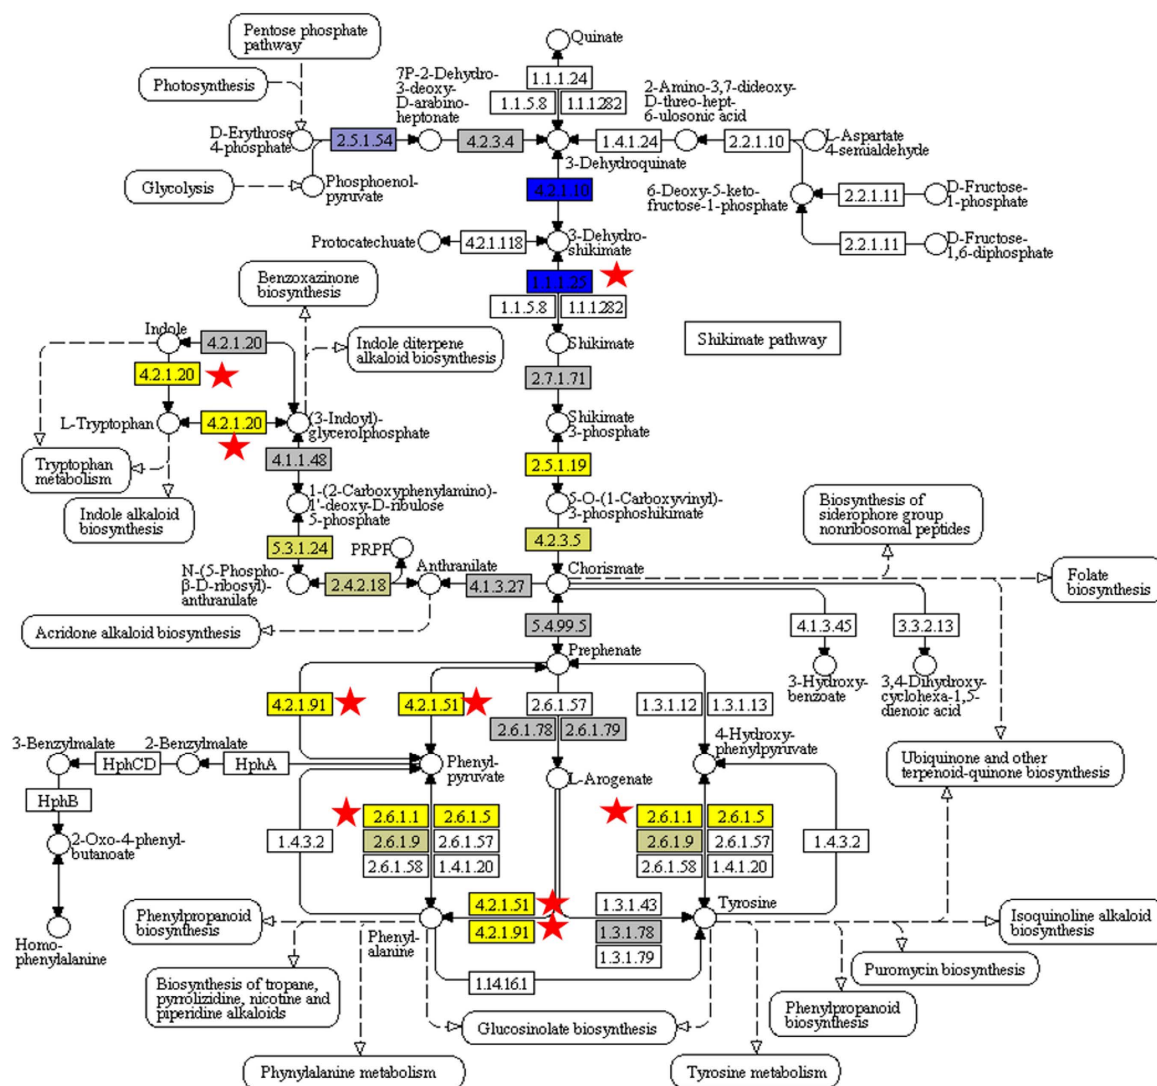 Pentose phosphate
pathway
Photosynthesis
Glycolysis
D-Erythrose
4-phosphate
Phosphoenol-
pyruvate
2.5.1.54
7P-2-Dehydro-
3-deoxy-
D-arabino-
heptonate
4.2.3.4
Quinate
1.1.1.24
1.1.5.8
1.1.1282
3-Dehydroquinate
1.4.1.24
2-Amino-3,7-dideoxy-
D-threo-hept-
6-ulosonic acid
2.2.1.10
L-Aspartate
4-semialdehyde
6-Deoxy-5-keto-
fructose-1-phosphate
2.2.1.11
D-Fructose-
1-phosphate
2.2.1.11
D-Fructose-
1,6-diphosphate
4.2.1.10
Protocatechuate
4.2.1.118
3-Dehydro-
shikimate
1.1.1.25
1.1.5.8
1.1.1282
Shikimate
Shikimate pathway
2.7.1.71
Shikimate
3-phosphate
2.5.1.19
5-O-(1-Carboxyvinyl)-
3-phosphoshikimate
4.2.3.5
Chorismate
Benzoxazinone
biosynthesis
Indole diterpene
alkaloid biosynthesis
Indole
4.2.1.20
4.2.1.20
L-Tryptophan
4.2.1.20
(3-Indoyl)-
glycerolphosphate
Tryptophan
metabolism
Indole alkaloid
biosynthesis
4.1.1.48
1-(2-Carboxyphenylamino)-
1'-deoxy-D-ribulose
5-phosphate
5.3.1.24
PRPP
N-(5-Phospho-
β-D-ribosyl)-
anthranilate
2.4.2.18
Anthranilate
4.1.3.27
Acridone alkaloid biosynthesis
Biosynthesis of
siderophore group
nonribosomal peptides
Folate
biosynthesis
4.1.3.45
3.3.2.13
3-Hydroxy-
benzoate
3,4-Dihydroxy-
cyclohexa-1,5-
dienoic acid
Ubiquinone and other
terpenoid-quinone biosynthesis
5.4.99.5
Prephenate
4.2.1.91
4.2.1.51
2.6.1.57
2.6.1.78
2.6.1.79
1.3.1.12
1.3.1.13
3-Benzylmalate
2-Benzylmalate
HphCD
HphA
HphB
2-Oxo-4-phenyl-
butanoate
Homo-
phenylalanine
Phenyl-
pyruvate
L-Arogenate
4-Hydroxy-
phenylpyruvate
1.4.3.2
2.6.1.1
2.6.1.5
2.6.1.9
2.6.1.57
2.6.1.58
1.4.1.20
2.6.1.1
2.6.1.5
2.6.1.9
2.6.1.57
2.6.1.58
1.4.1.20
1.4.3.2
4.2.1.51
4.2.1.91
1.3.1.43
1.3.1.78
1.3.1.79
Phenyl-
alanine
Tyrosine
1.14.16.1
Phenylpropanoid
biosynthesis
Biosynthesis of tropane,
pyrrolizidine, nicotine and
piperidine alkaloids
Phynylalanine metabolism
Glucosinolate biosynthesis
Tyrosine metabolism
Phenylpropanoid
biosynthesis
Puromycin biosynthesis
Isoquinoline alkaloid
biosynthesis